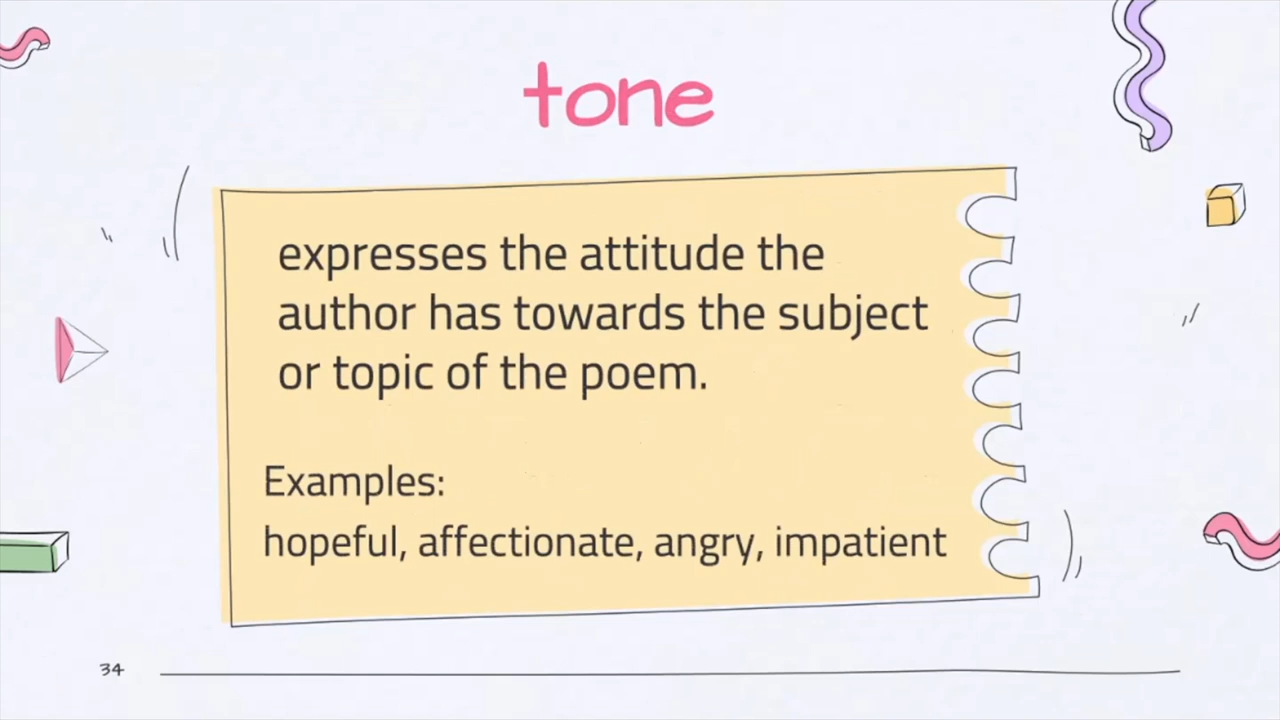 tone
expresses the attitude the
author has towards the subject
or topic of the poem.
Examples:
hopeful, affectionate, angry, impatient
34